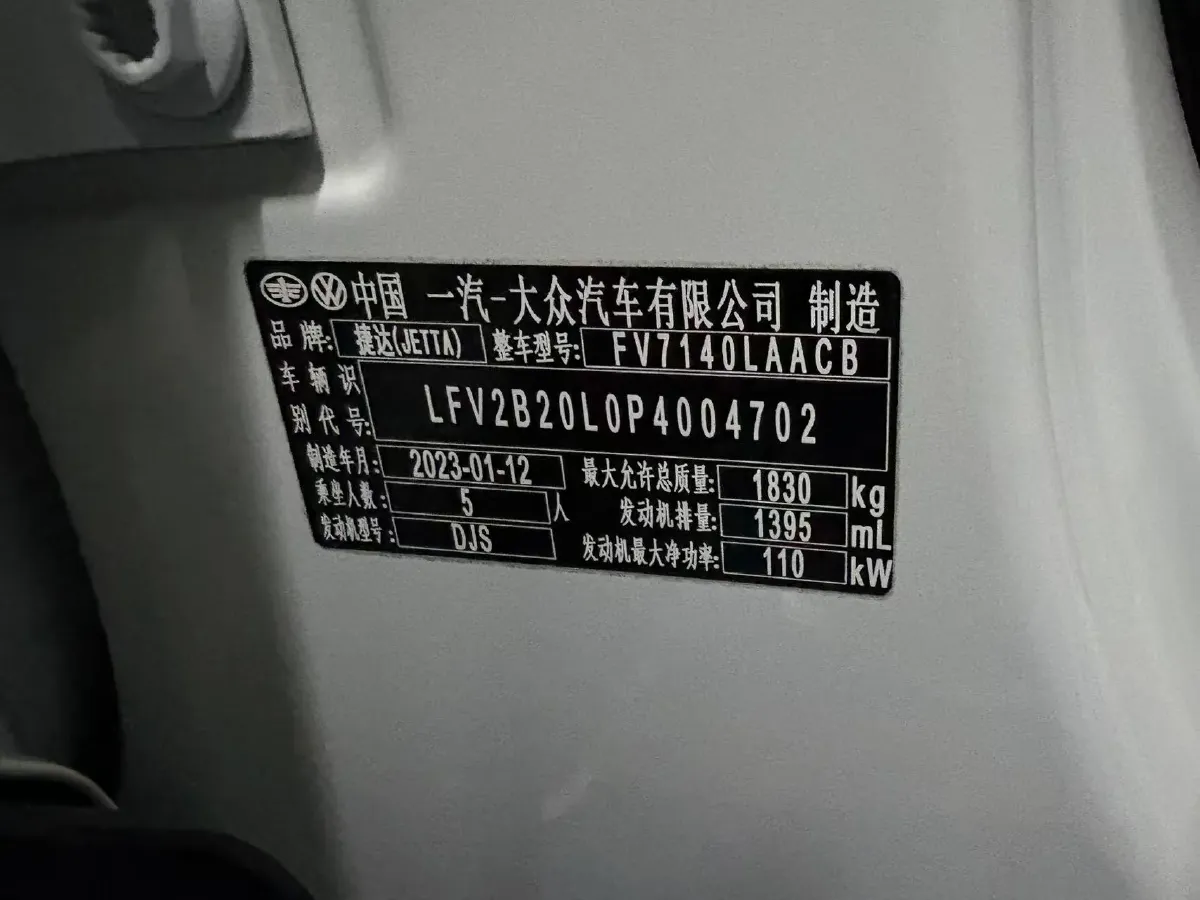 中国 一汽-大众汽车有限公司 制造
品牌: 捷达(JETTA) 整车型号: FV7140LAACB
车辆识别代号: LFV2B20L0P4004702
制造年月: 2023-01-12 最大允许总质量: 1830 kg
乘坐人数: 5 人 发动机排量: 1395 mL
发动机型号: DJS 发动机最大净功率: 110 kW